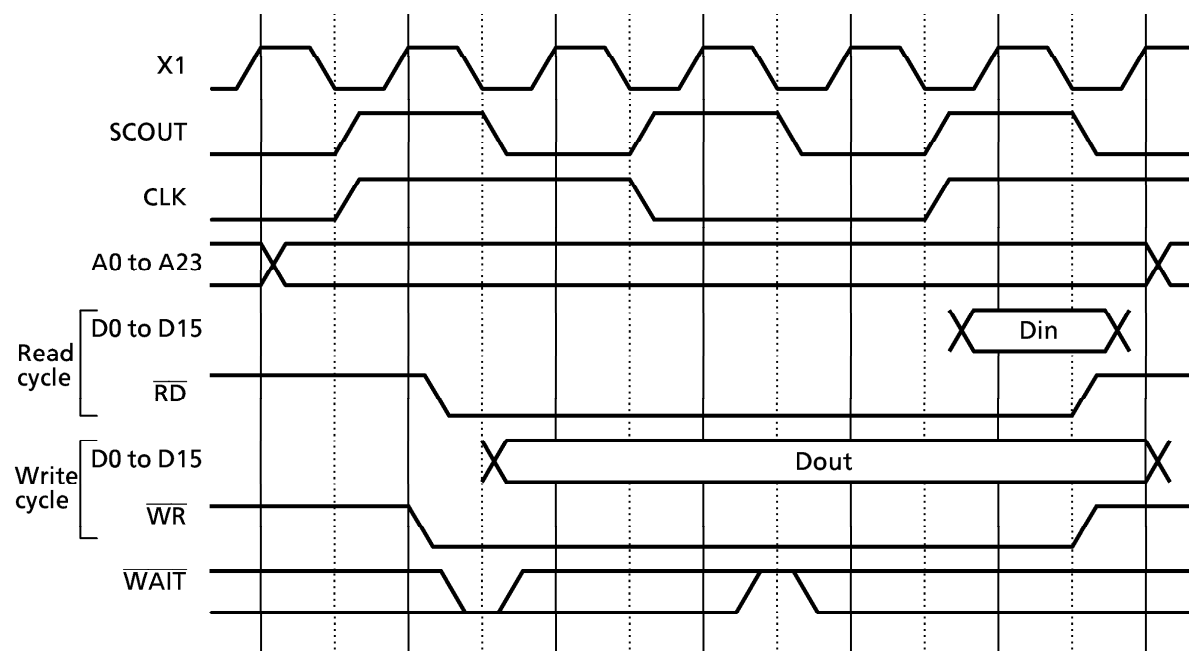 X1
SCOUT
CLK
A0 to A23
Read
cycle
D0 to D15
Din
RD
Write
cycle
D0 to D15
Dout
WR
WAIT